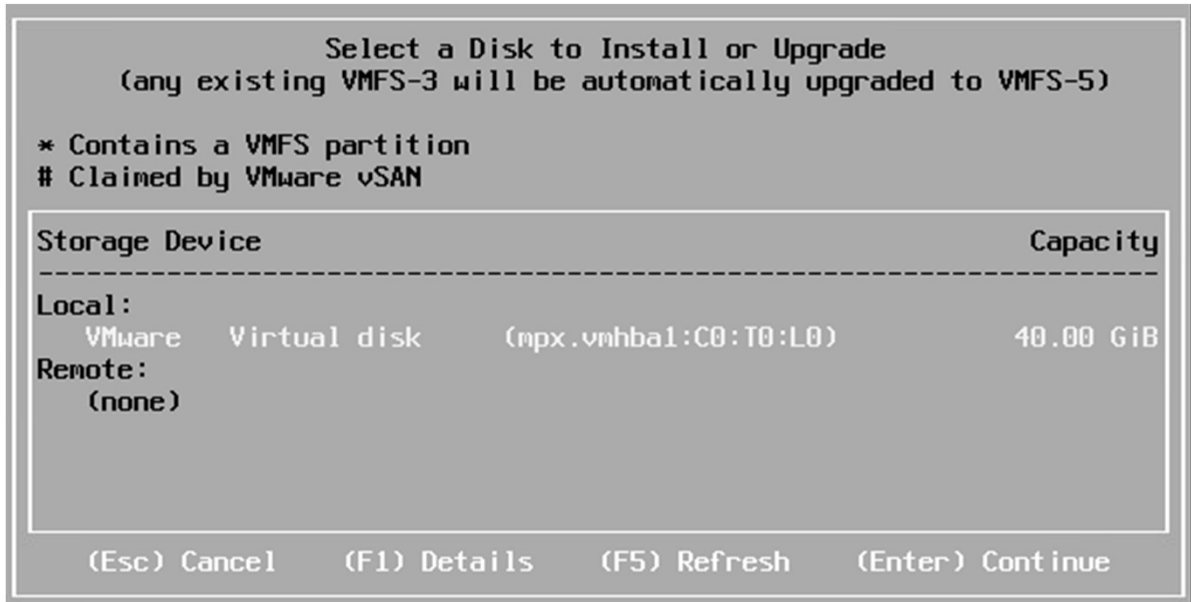 Select a Disk to Install or Upgrade
(any existing VMFS-3 will be automatically upgraded to VMFS-5)
* Contains a VMFS partition
# Claimed by VMware vSAN
Storage Device Capacity
--------------------------------------------------------------------
Local:
VMware Virtual disk (mpx.vmhba1:C0:T0:L0) 40.00 GiB
Remote:
(none)
(Esc) Cancel (F1) Details (F5) Refresh (Enter) Continue